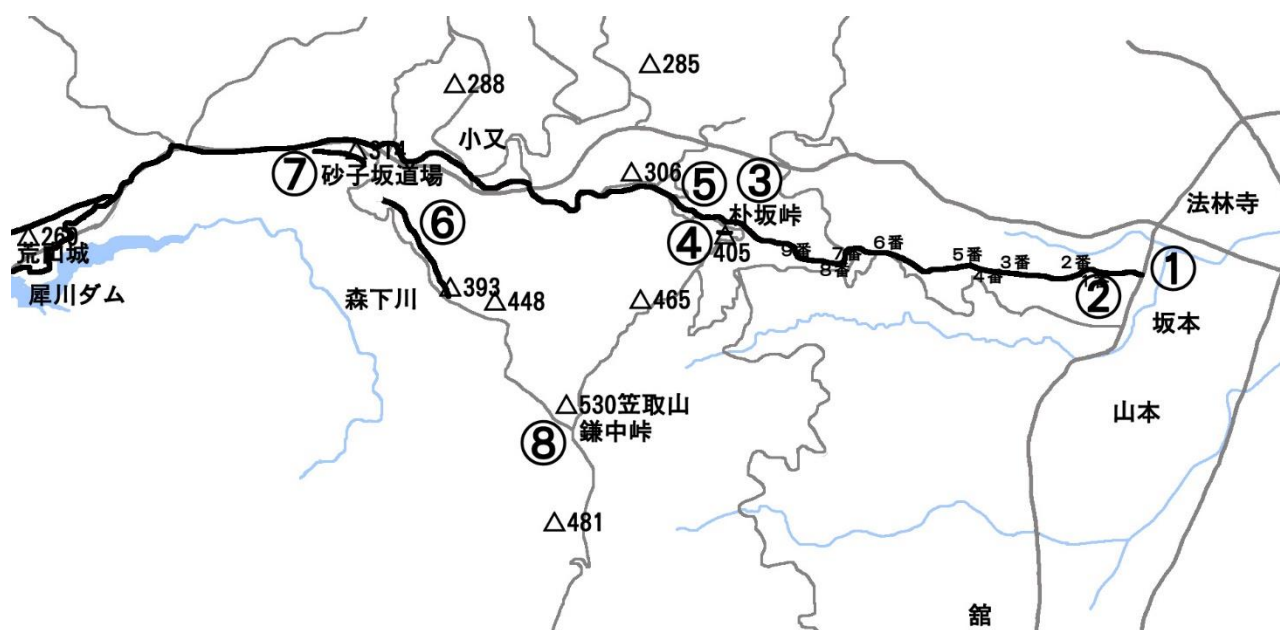 △285
△288
小又
△314
⑦
砂子坂道場
△306
⑤
③
朴坂峠
法林寺
⑥
④
405
9番
8番
7番
6番
5番
4番
3番
2番
②
①
坂本
△269
荒山城
犀川ダム
森下川
△393
△448
△465
△530笠取山
鎌中峠
⑧
山本
△481
舘